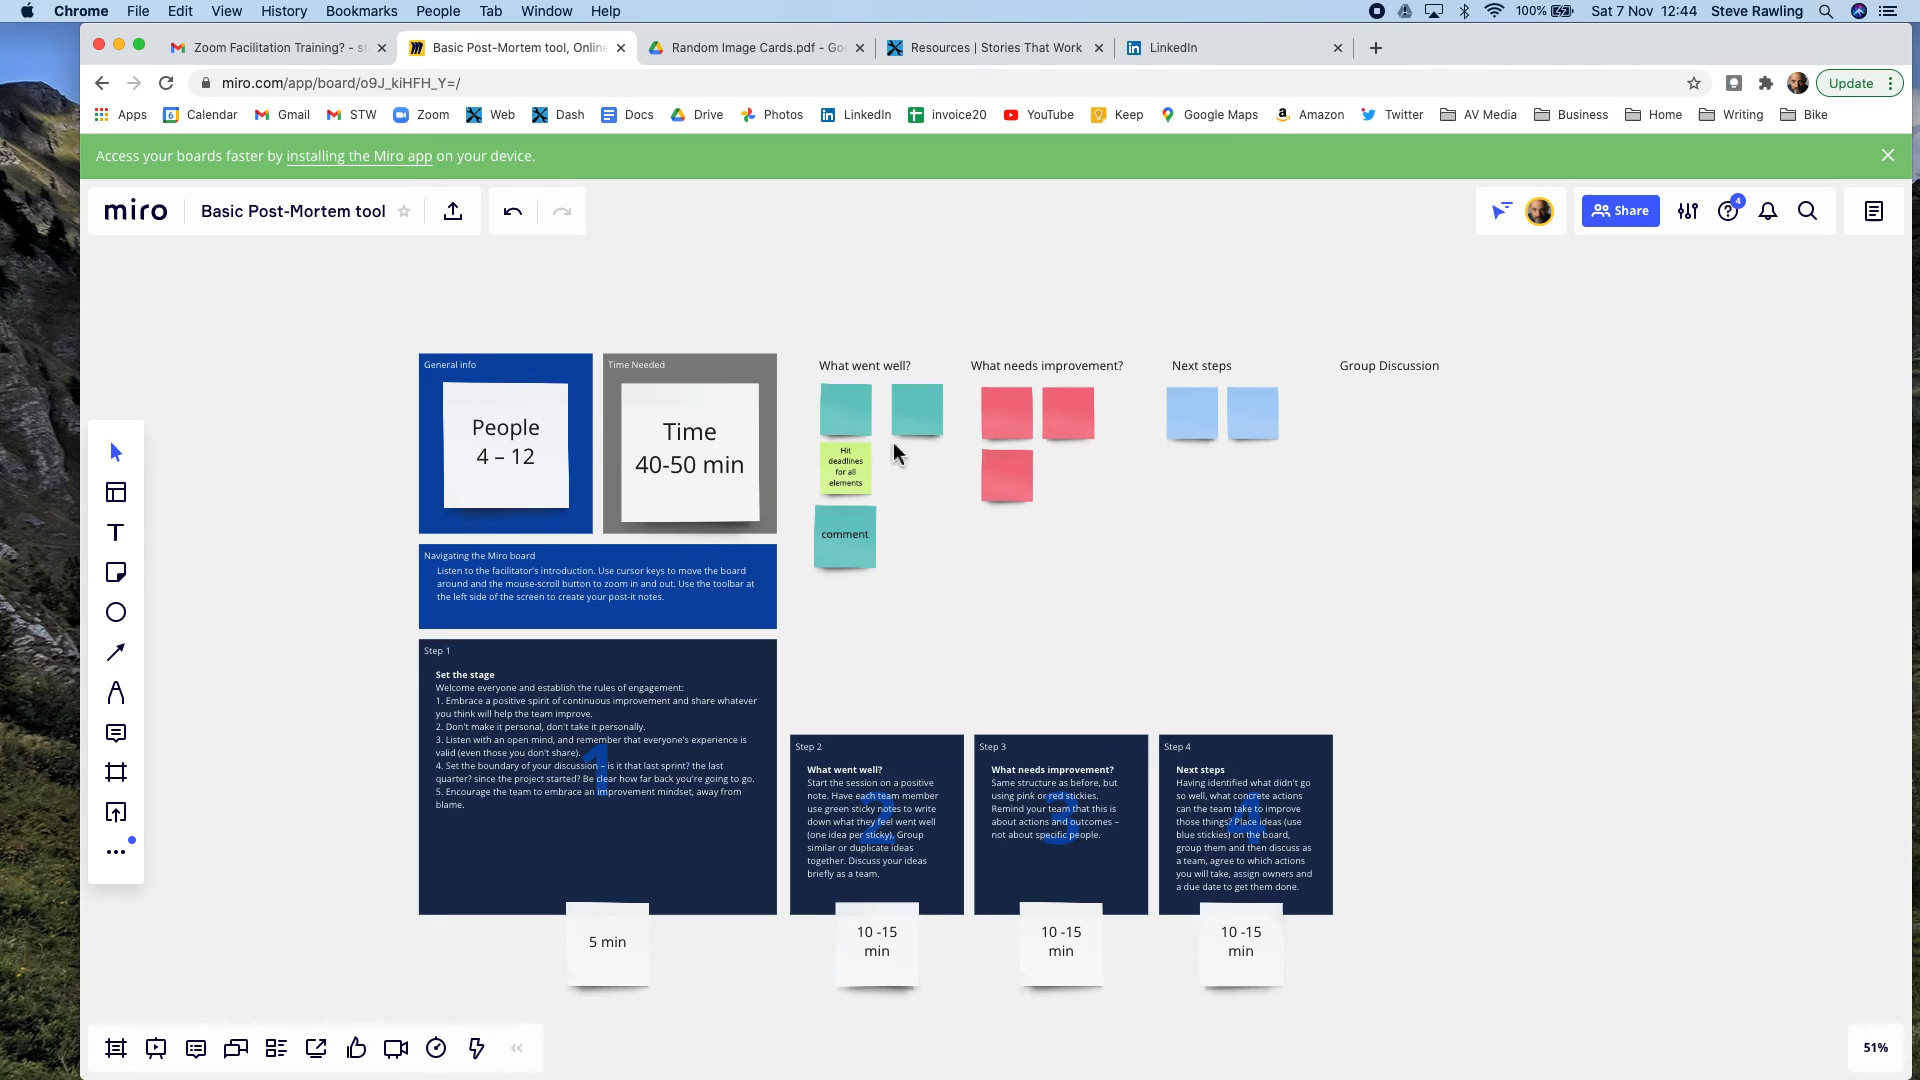 Chrome File Edit View History Bookmarks People Tab Window Help 100% Sat 7 Nov 12:44 Steve Rawling
Zoom Facilitation Training? - st
Basic Post-Mortem tool, Online
Random Image Cards.pdf - Goo
Resources | Stories That Work
LinkedIn
miro.com/app/board/o9J_kiHFH_Y=/
Update
Apps Calendar Gmail STW Zoom Web Dash Docs Drive Photos LinkedIn invoice20 YouTube Keep Google Maps Amazon Twitter AV Media Business Home Writing Bike
Access your boards faster by installing the Miro app on your device.
miro
Basic Post-Mortem tool
Share
4
General info
People
4 – 12
Time Needed
Time
40-50 min
What went well?
Hit
deadlines
for all
elements
comment
What needs improvement?
Next steps
Group Discussion
Navigating the Miro board
Listen to the facilitator's introduction. Use cursor keys to move the board
around and the mouse-scroll button to zoom in and out. Use the toolbar at
the left side of the screen to create your post-it notes.
Step 1
Set the stage
Welcome everyone and establish the rules of engagement:
1. Embrace a positive spirit of continuous improvement and share whatever
you think will help the team improve.
2. Don't make it personal, don't take it personally.
3. Listen with an open mind, and remember that everyone's experience is
valid (even those you don't share).
4. Set the boundary of your discussion – is it that last sprint? the last
quarter? since the project started? Be clear how far back you're going to go.
5. Encourage the team to embrace an improvement mindset, away from
blame.
1
5 min
Step 2
What went well?
Start the session on a positive
note. Have each team member
use green sticky notes to write
down what they feel went well
(one idea per sticky). Group
similar or duplicate ideas
together. Discuss your ideas
briefly as a team.
2
10 -15
min
Step 3
What needs improvement?
Same structure as before, but
using pink or red stickies.
Remind your team that this is
about actions and outcomes –
not about specific people.
3
10 -15
min
Step 4
Next steps
Having identified what didn't go
so well, what concrete actions
can the team take to improve
those things? Place ideas (use
blue stickies) on the board,
group them and then discuss as
a team, agree to which actions
you will take, assign owners and
a due date to get them done.
4
10 -15
min
51%